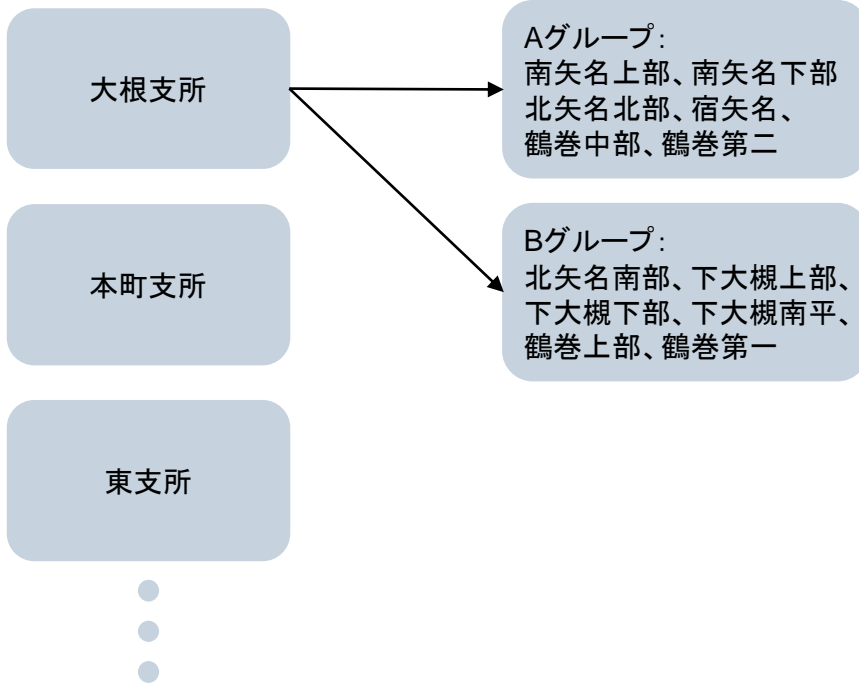 大根支所
Aグループ：
南矢名上部、南矢名下部
北矢名北部、宿矢名、
鶴巻中部、鶴巻第二
本町支所
Bグループ：
北矢名南部、下大槻上部、
下大槻下部、下大槻南平、
鶴巻上部、鶴巻第一
東支所